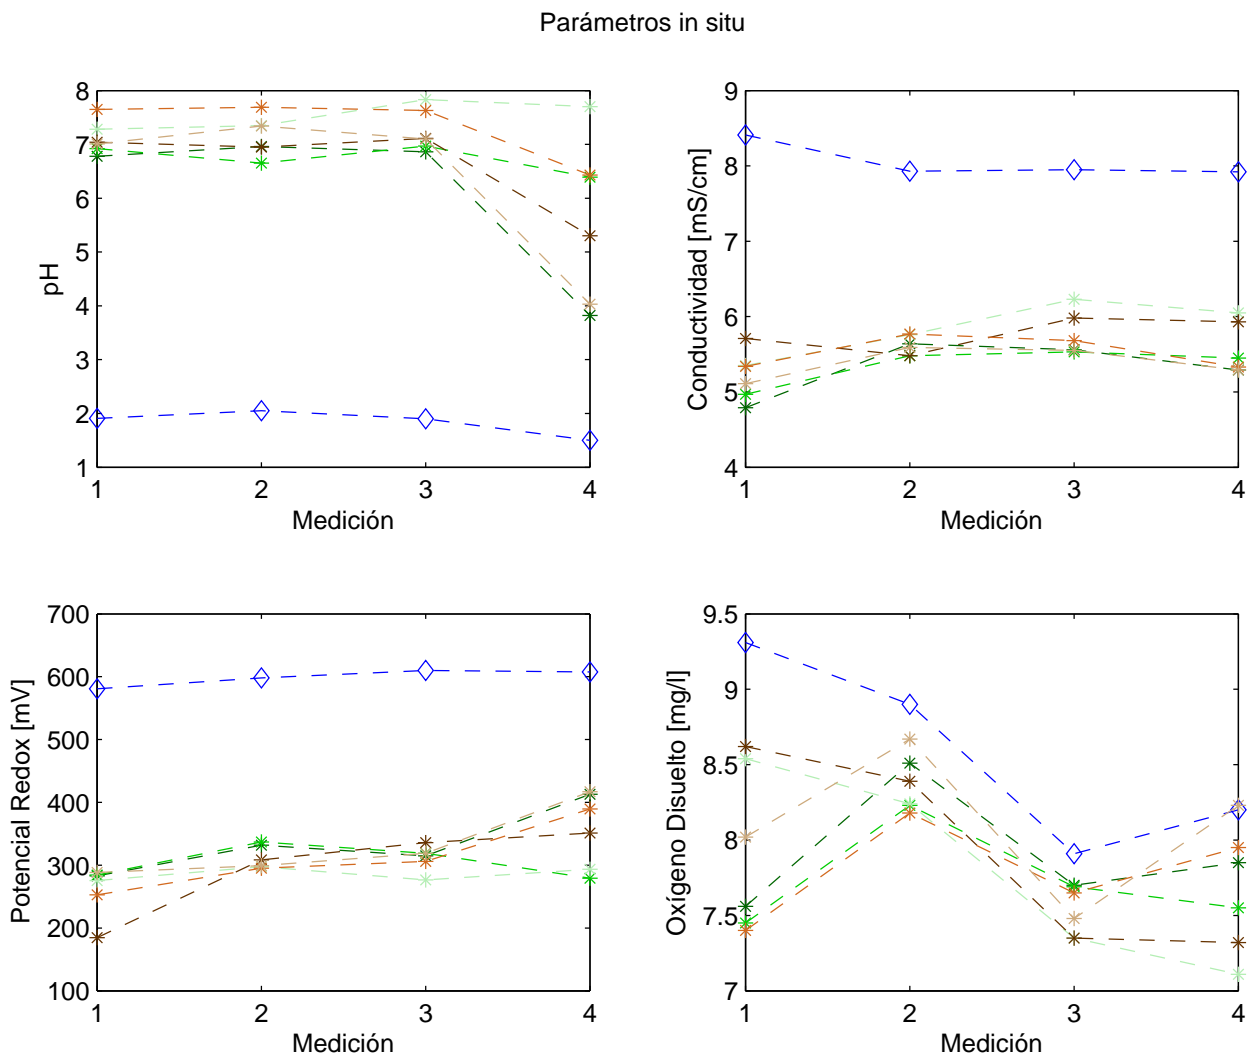 Parámetros in situ
8
7
6
5
4
3
2
1
pH
1 2 3 4
Medición
9
8
7
6
5
4
Conductividad [mS/cm]
1 2 3 4
Medición
700
600
500
400
300
200
100
Potencial Redox [mV]
1 2 3 4
Medición
9.5
9
8.5
8
7.5
7
Oxígeno Disuelto [mg/l]
1 2 3 4
Medición